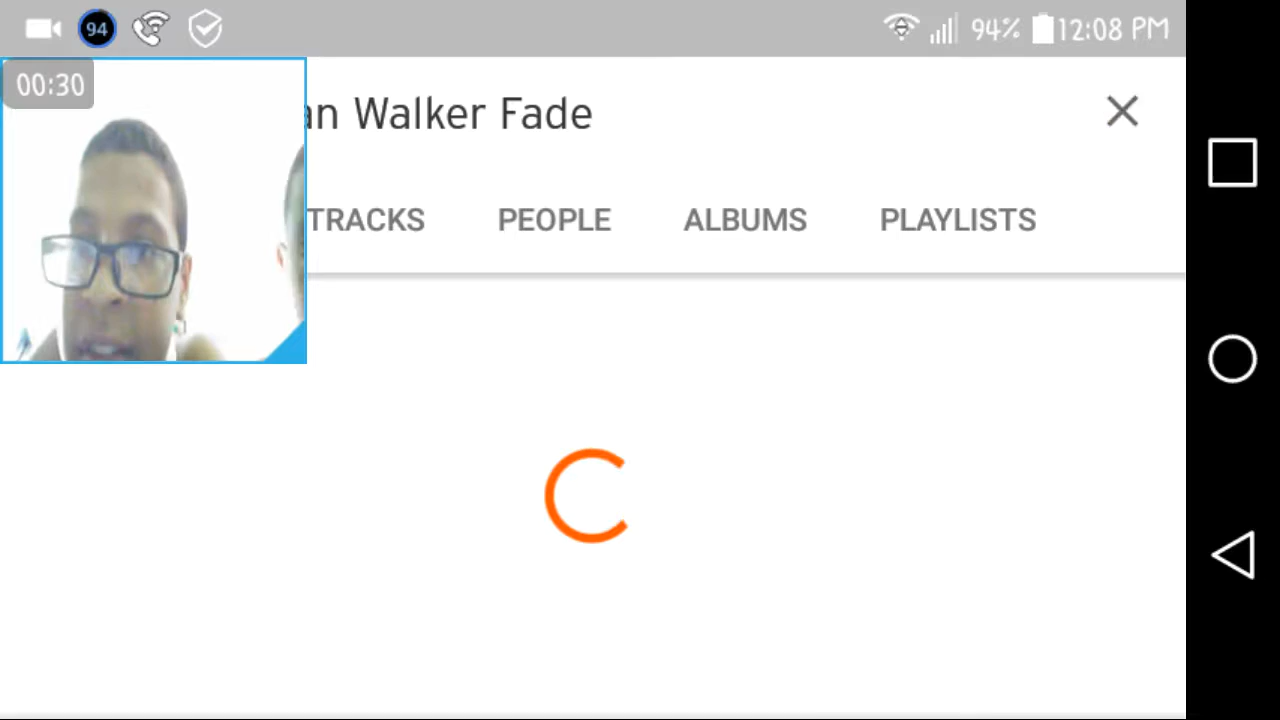 94 94% 12:08 PM
00:30
an Walker Fade
TRACKS PEOPLE ALBUMS PLAYLISTS